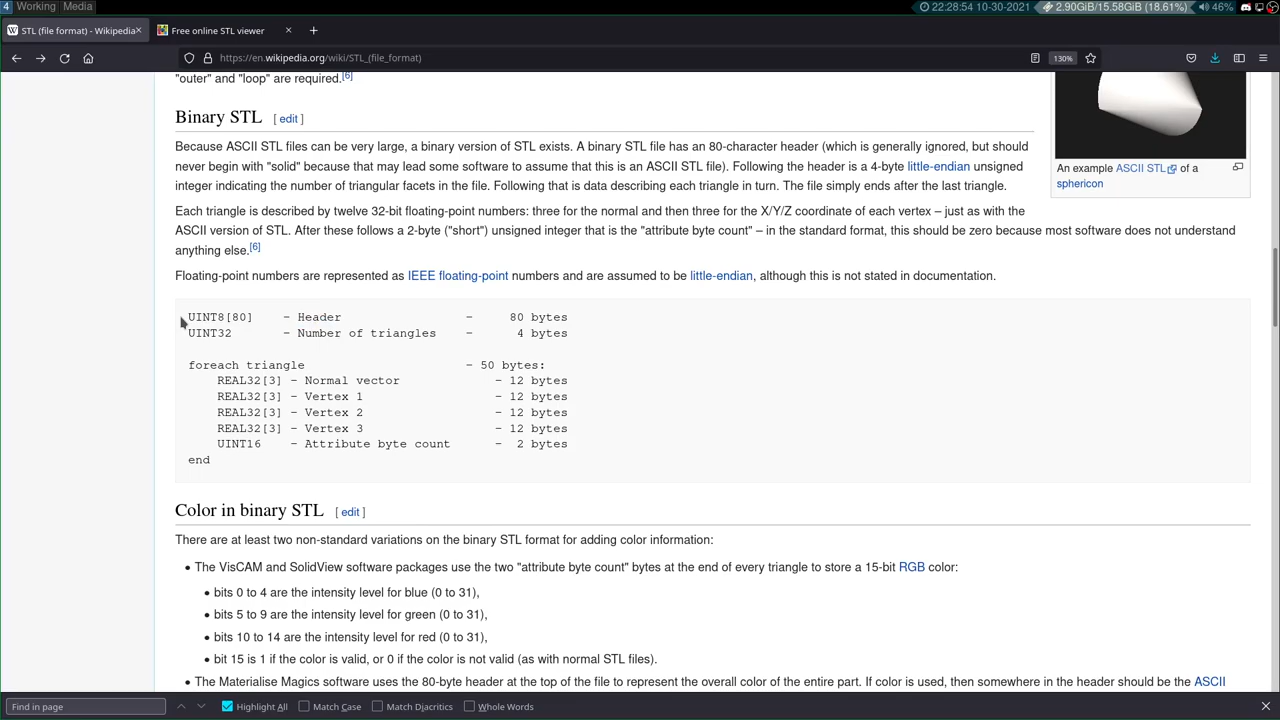 4 Working Media
22:28:54 10-30-2021 2.90GiB/15.58GiB (18.61%) 46%
STL (file format) - Wikipedia × Free online STL viewer × +
https://en.wikipedia.org/wiki/STL_(file_format) 130%
"outer" and "loop" are required.[6]
Binary STL [ edit ]
Because ASCII STL files can be very large, a binary version of STL exists. A binary STL file has an 80-character header (which is generally ignored, but should
never begin with "solid" because that may lead some software to assume that this is an ASCII STL file). Following the header is a 4-byte little-endian unsigned
integer indicating the number of triangular facets in the file. Following that is data describing each triangle in turn. The file simply ends after the last triangle.
An example ASCII STL of a
sphericon
Each triangle is described by twelve 32-bit floating-point numbers: three for the normal and then three for the X/Y/Z coordinate of each vertex – just as with the
ASCII version of STL. After these follows a 2-byte ("short") unsigned integer that is the "attribute byte count" – in the standard format, this should be zero because most software does not understand
anything else.[6]
Floating-point numbers are represented as IEEE floating-point numbers and are assumed to be little-endian, although this is not stated in documentation.
UINT8[80] – Header – 80 bytes
UINT32 – Number of triangles – 4 bytes
foreach triangle – 50 bytes:
REAL32[3] – Normal vector – 12 bytes
REAL32[3] – Vertex 1 – 12 bytes
REAL32[3] – Vertex 2 – 12 bytes
REAL32[3] – Vertex 3 – 12 bytes
UINT16 – Attribute byte count – 2 bytes
end
Color in binary STL [ edit ]
There are at least two non-standard variations on the binary STL format for adding color information:
• The VisCAM and SolidView software packages use the two "attribute byte count" bytes at the end of every triangle to store a 15-bit RGB color:
• bits 0 to 4 are the intensity level for blue (0 to 31),
• bits 5 to 9 are the intensity level for green (0 to 31),
• bits 10 to 14 are the intensity level for red (0 to 31),
• bit 15 is 1 if the color is valid, or 0 if the color is not valid (as with normal STL files).
• The Materialise Magics software uses the 80-byte header at the top of the file to represent the overall color of the entire part. If color is used, then somewhere in the header should be the ASCII
Find in page Highlight All Match Case Match Diacritics Whole Words